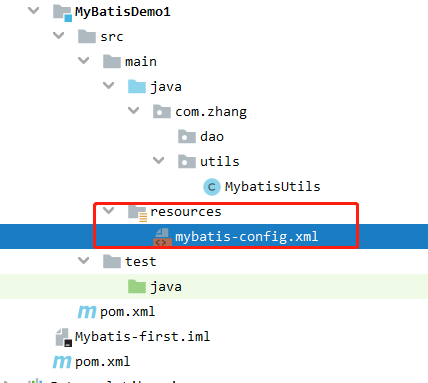 MyBatisDemo1
src
main
java
com.zhang
dao
utils
MybatisUtils
resources
mybatis-config.xml
test
java
pom.xml
Mybatis-first.iml
pom.xml